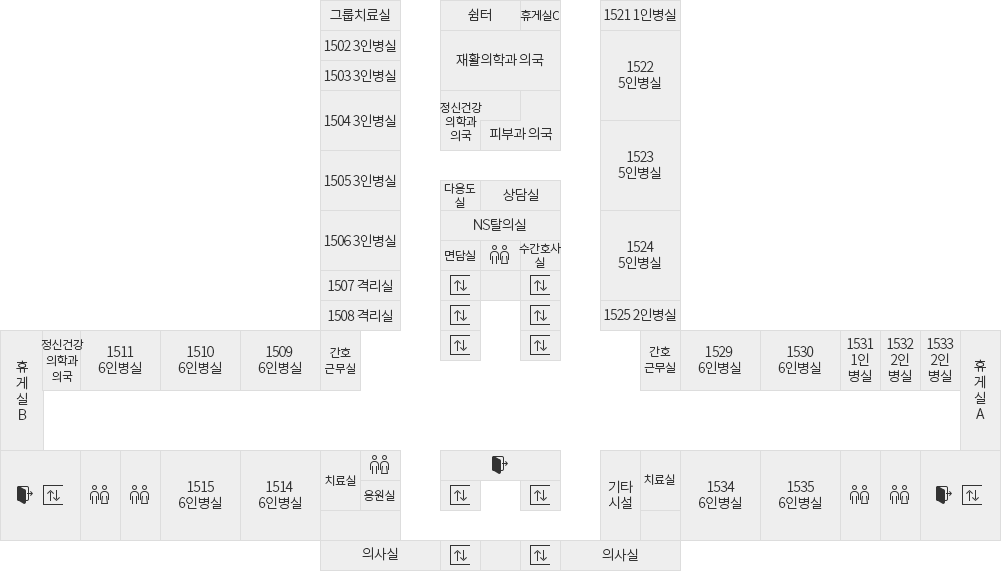 그룹치료실
쉼터
휴게실C
1521 1인병실
1502 3인병실
1503 3인병실
재활의학과 의국
1522
5인병실
1504 3인병실
정신건강
의학과
의국
피부과 의국
1523
5인병실
1505 3인병실
다용도
실
상담실
NS탈의실
1506 3인병실
면담실
수간호사
실
1524
5인병실
1507 격리실
1508 격리실
1525 2인병실
휴
게
실
B
정신건강
의학과
의국
1511
6인병실
1510
6인병실
1509
6인병실
간호
근무실
간호
근무실
1529
6인병실
1530
6인병실
1531
1인
병실
1532
2인
병실
1533
2인
병실
휴
게
실
A
1515
6인병실
1514
6인병실
치료실
응원실
기타
시설
치료실
1534
6인병실
1535
6인병실
의사실
의사실